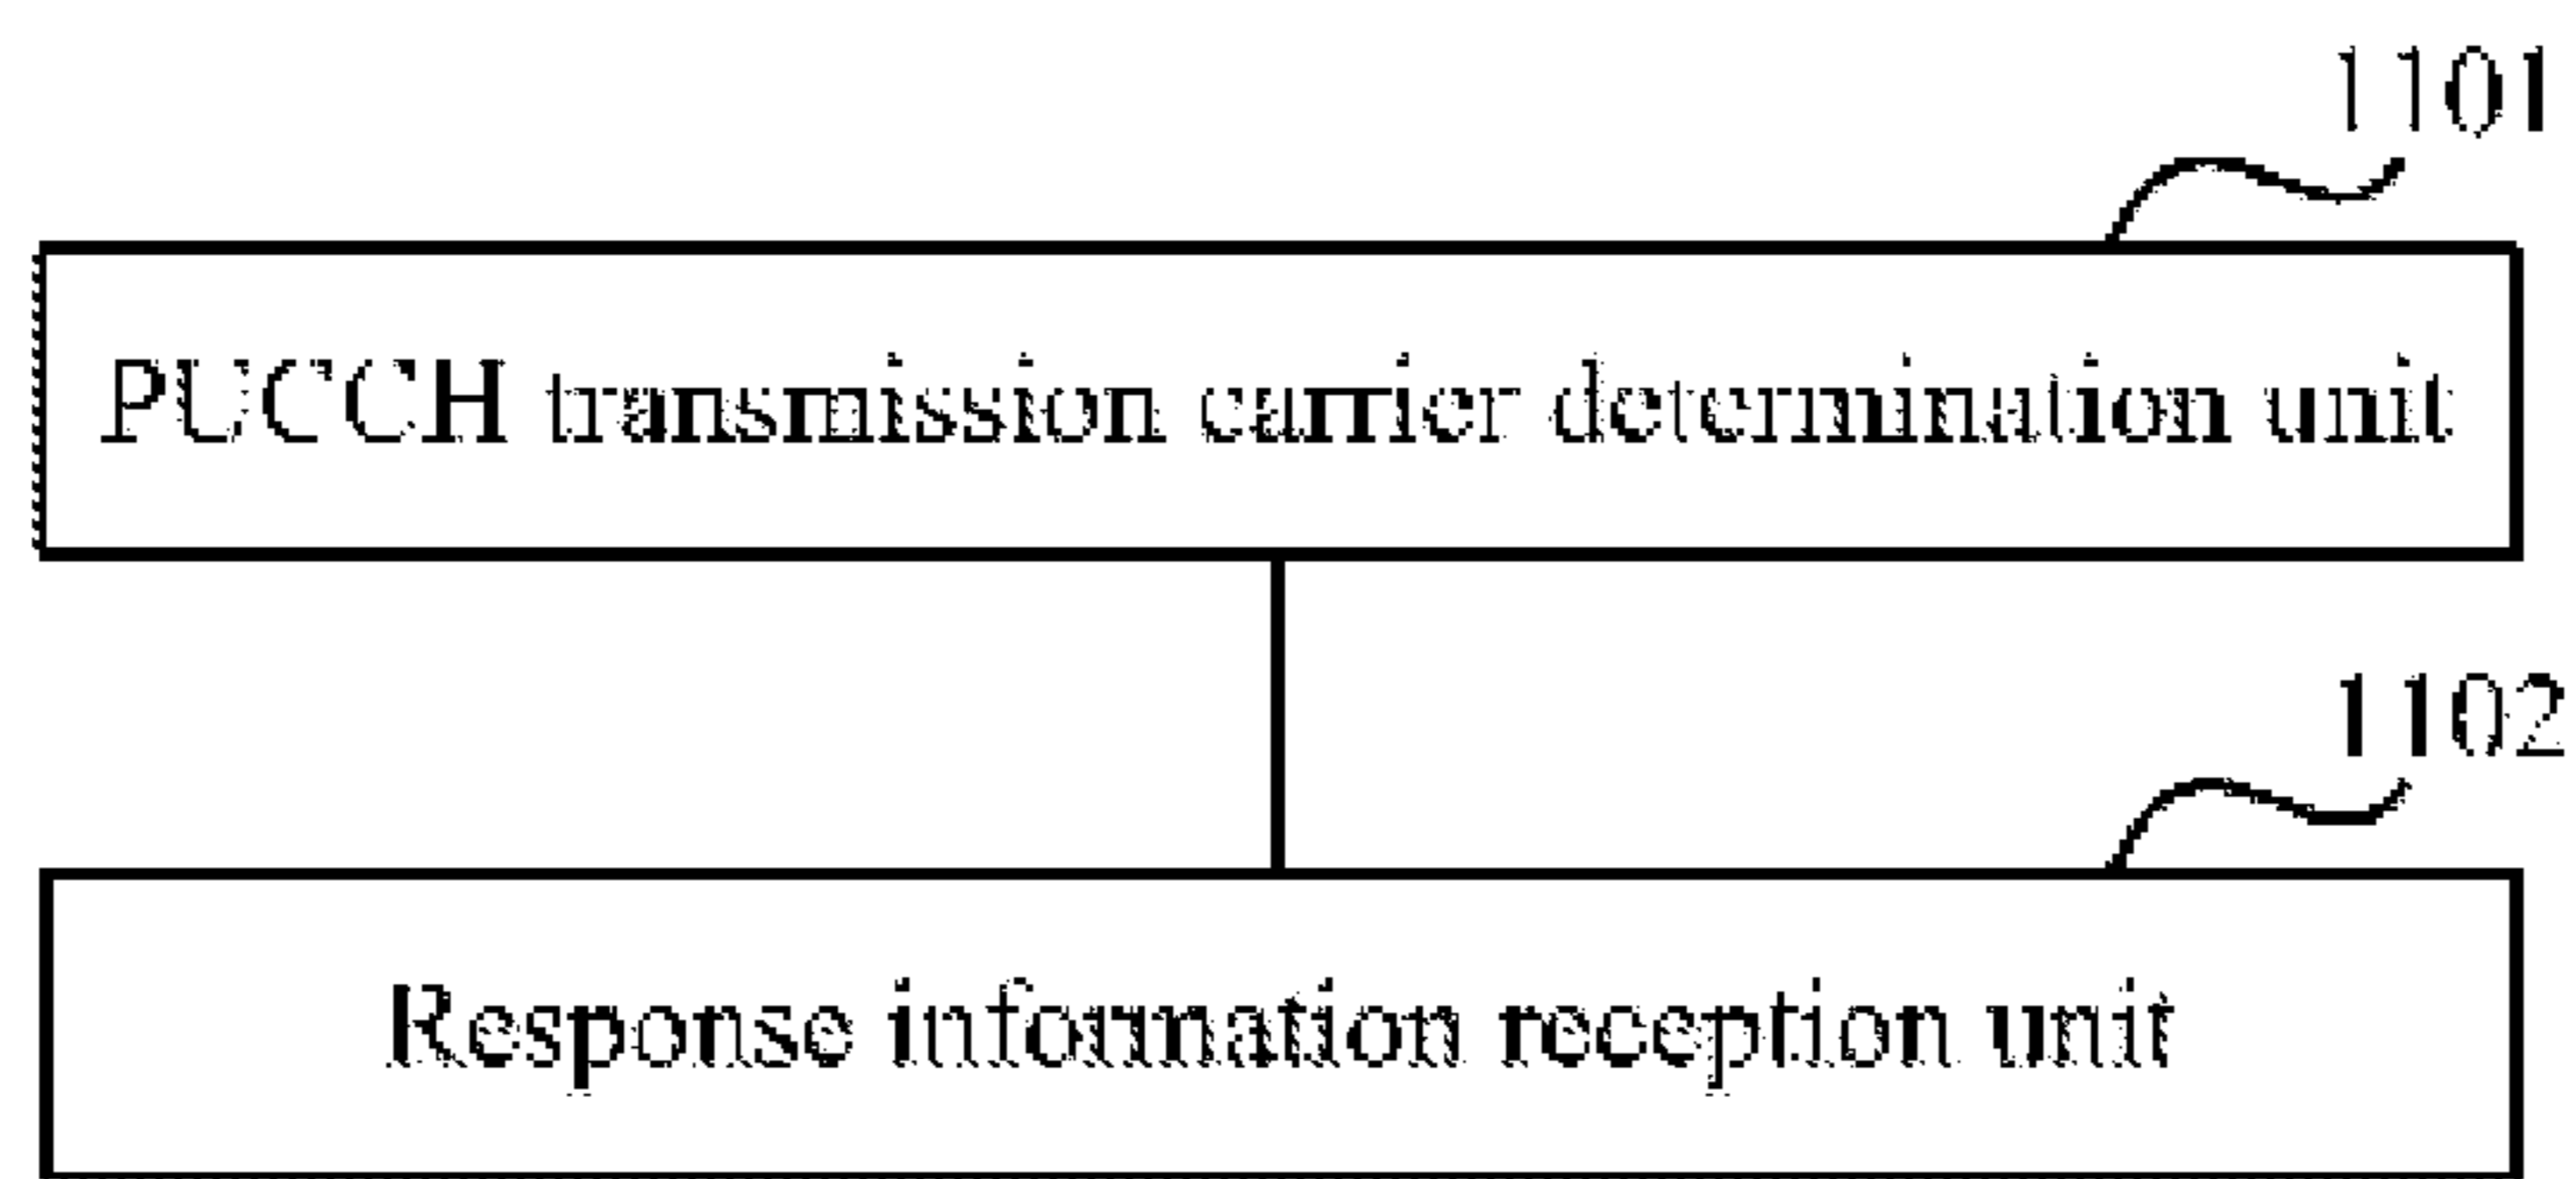 1101
PUCCH transmission carrier determination unit
1102
Response information reception unit